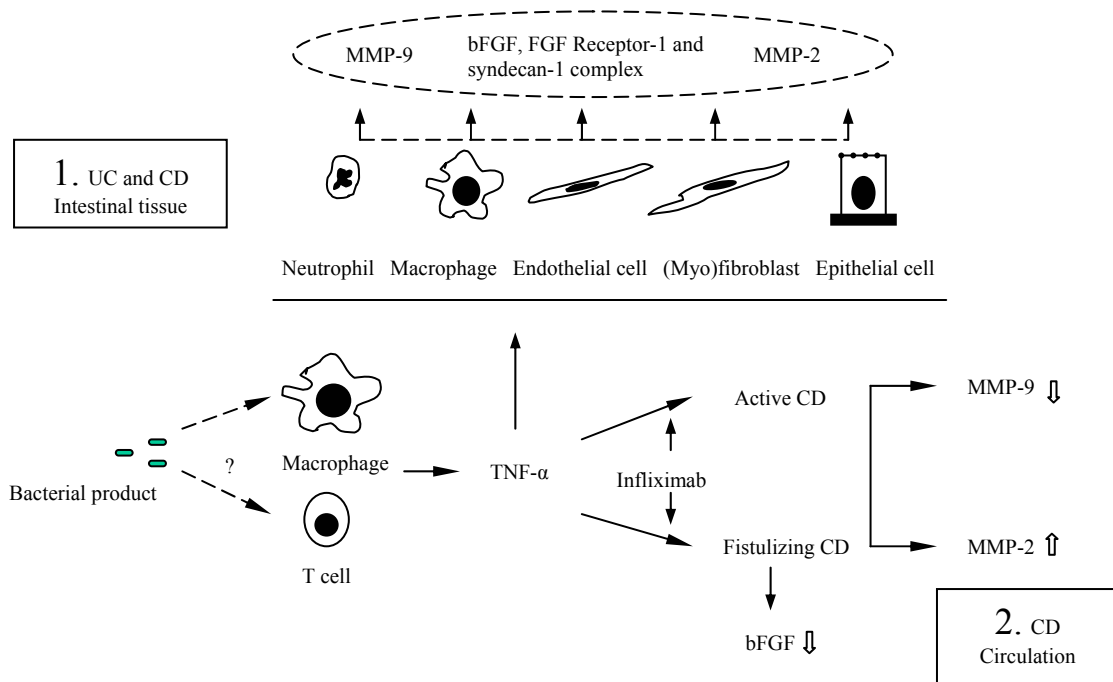 MMP-9
bFGF, FGF Receptor-1 and
syndecan-1 complex
MMP-2
1. UC and CD
Intestinal tissue
Neutrophil
Macrophage
Endothelial cell
(Myo)fibroblast
Epithelial cell
Bacterial product
?
Macrophage
T cell
TNF-α
Infliximab
Active CD
Fistulizing CD
bFGF
MMP-9
MMP-2
2. CD
Circulation